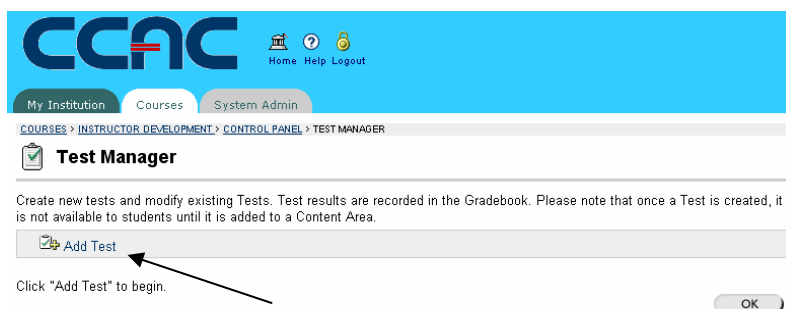 CCAC
Home Help Logout
My Institution Courses System Admin
COURSES > INSTRUCTOR DEVELOPMENT > CONTROL PANEL > TEST MANAGER
Test Manager
Create new tests and modify existing Tests. Test results are recorded in the Gradebook. Please note that once a Test is created, it
is not available to students until it is added to a Content Area.
Add Test
Click "Add Test" to begin.
OK